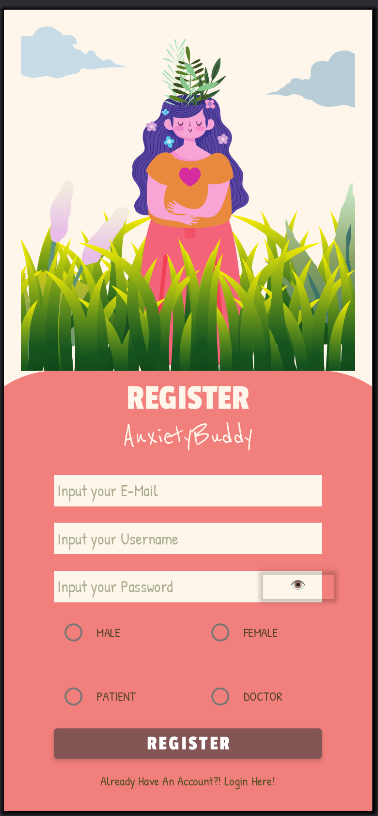 REGISTER
AnxietyBuddy
Input your E-Mail
Input your Username
Input your Password
MALE FEMALE
PATIENT DOCTOR
REGISTER
Already Have An Account?! Login Here!